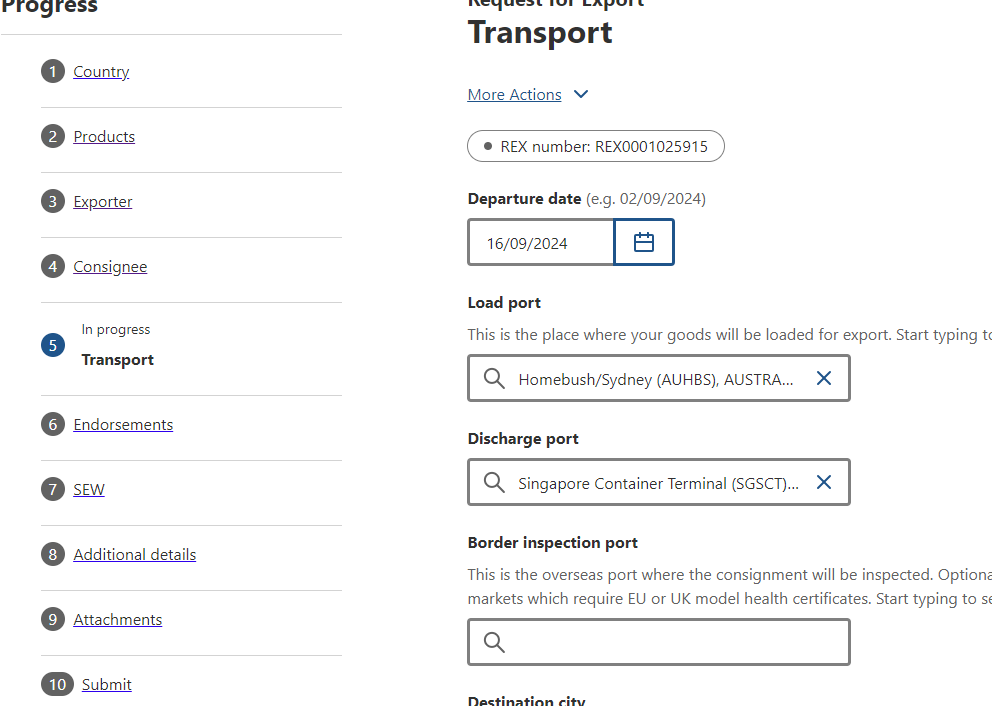 Progress
1 Country
2 Products
3 Exporter
4 Consignee
In progress
5 Transport
6 Endorsements
7 SEW
8 Additional details
9 Attachments
10 Submit
Request for Export
Transport
More Actions
REX number: REX0001025915
Departure date (e.g. 02/09/2024)
16/09/2024
Load port
This is the place where your goods will be loaded for export. Start typing to
Homebush/Sydney (AUHBS), AUSTRA...
Discharge port
Singapore Container Terminal (SGSCT)...
Border inspection port
This is the overseas port where the consignment will be inspected. Optiona
markets which require EU or UK model health certificates. Start typing to se
Destination city